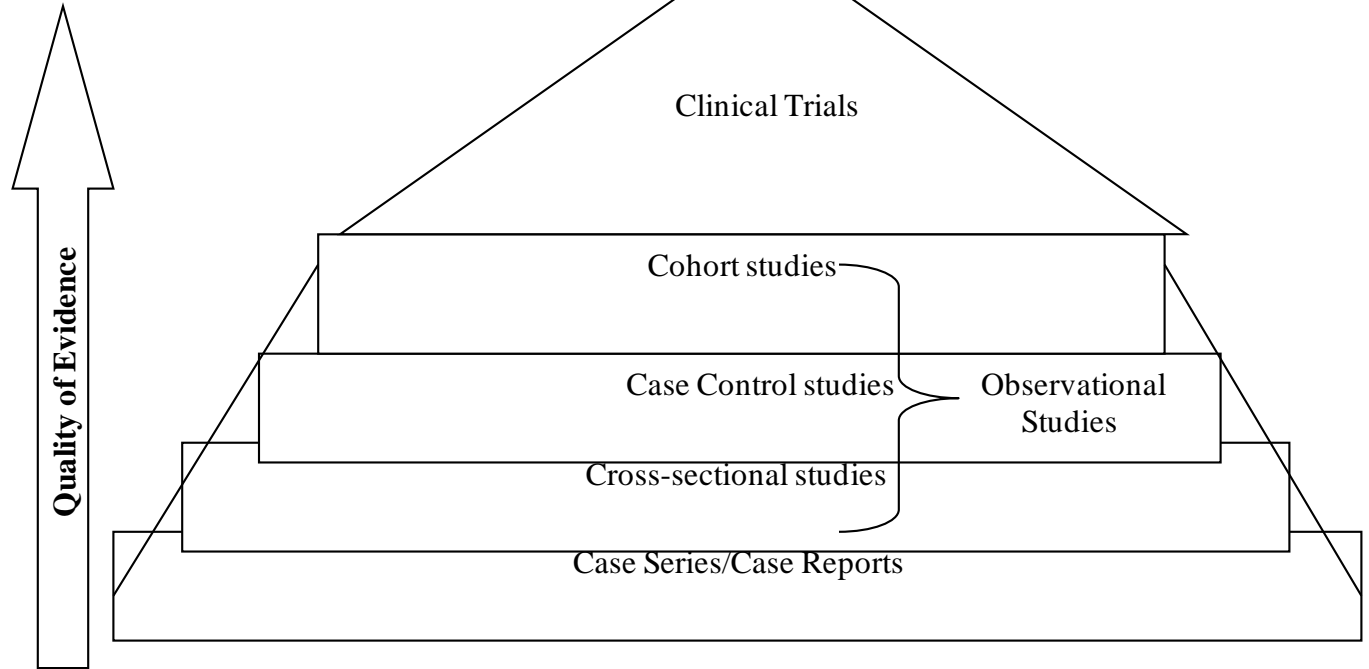 Clinical Trials
Quality of Evidence
Cohort studies
Case Control studies
Observational
Studies
Cross-sectional studies
Case Series/Case Reports